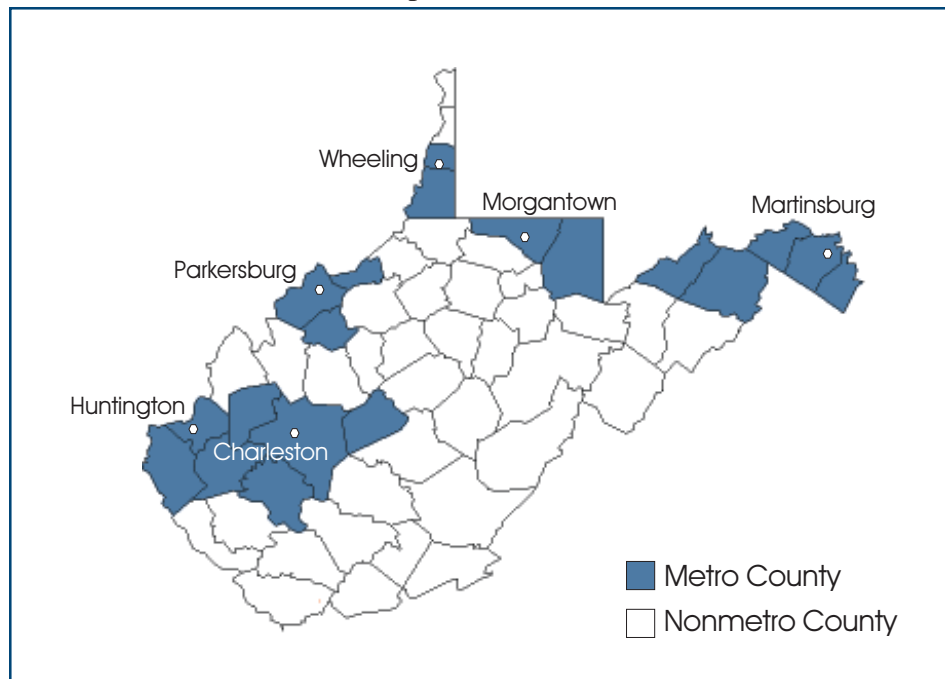 Wheeling
Morgantown
Martinsburg
Parkersburg
Huntington
Charleston
Metro County
Nonmetro County